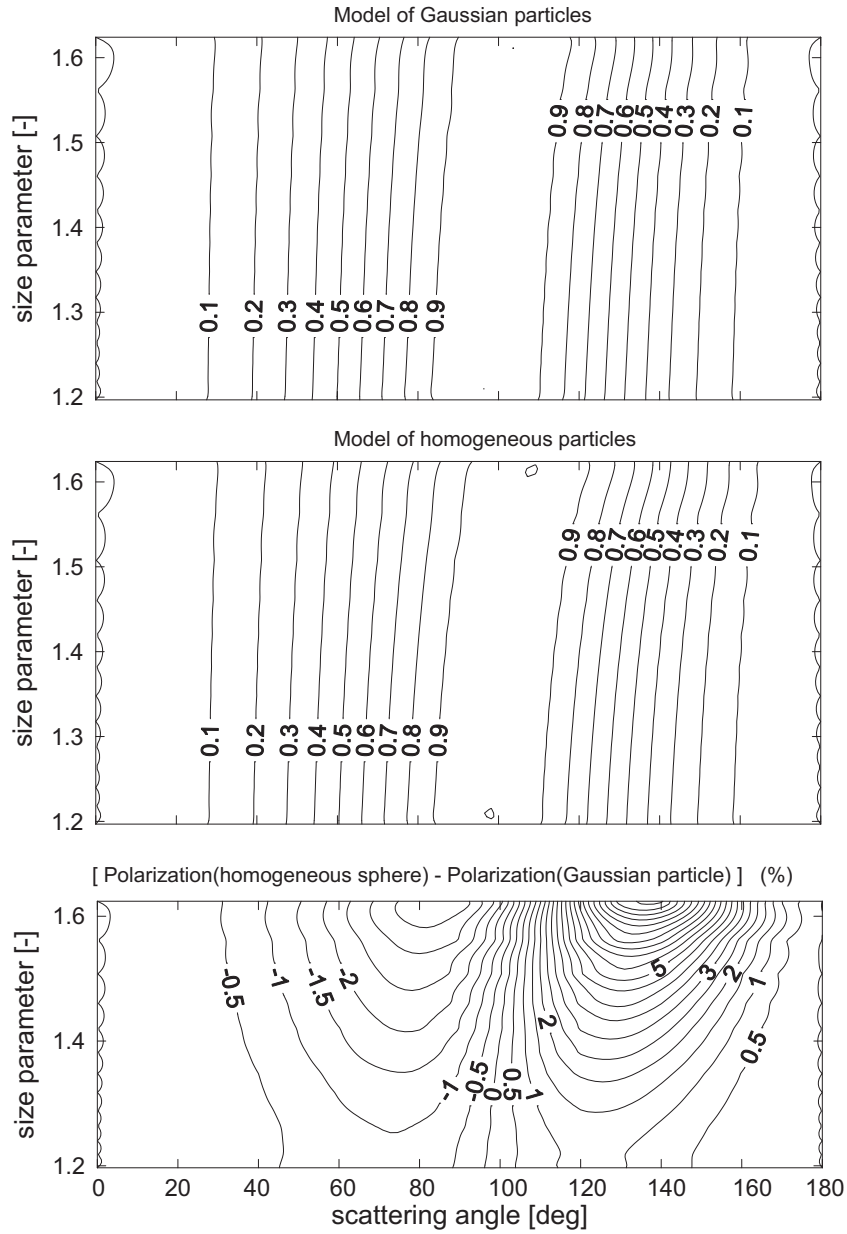 Model of Gaussian particles
size parameter [-]
1.6
1.5
1.4
1.3
1.2
0.9 0.8 0.7 0.6 0.5 0.4 0.3 0.2 0.1
0.1 0.2 0.3 0.4 0.5 0.6 0.7 0.8 0.9
Model of homogeneous particles
size parameter [-]
1.6
1.5
1.4
1.3
1.2
0.9 0.8 0.7 0.6 0.5 0.4 0.3 0.2 0.1
0.1 0.2 0.3 0.4 0.5 0.6 0.7 0.8 0.9
[ Polarization(homogeneous sphere) - Polarization(Gaussian particle) ] (%)
size parameter [-]
1.6
1.4
1.2
-0.5 -1 -1.5 -2 5 3 2 1
2 0.5
-1 -0.5 0 0.5 1
0 20 40 60 80 100 120 140 160 180
scattering angle [deg]